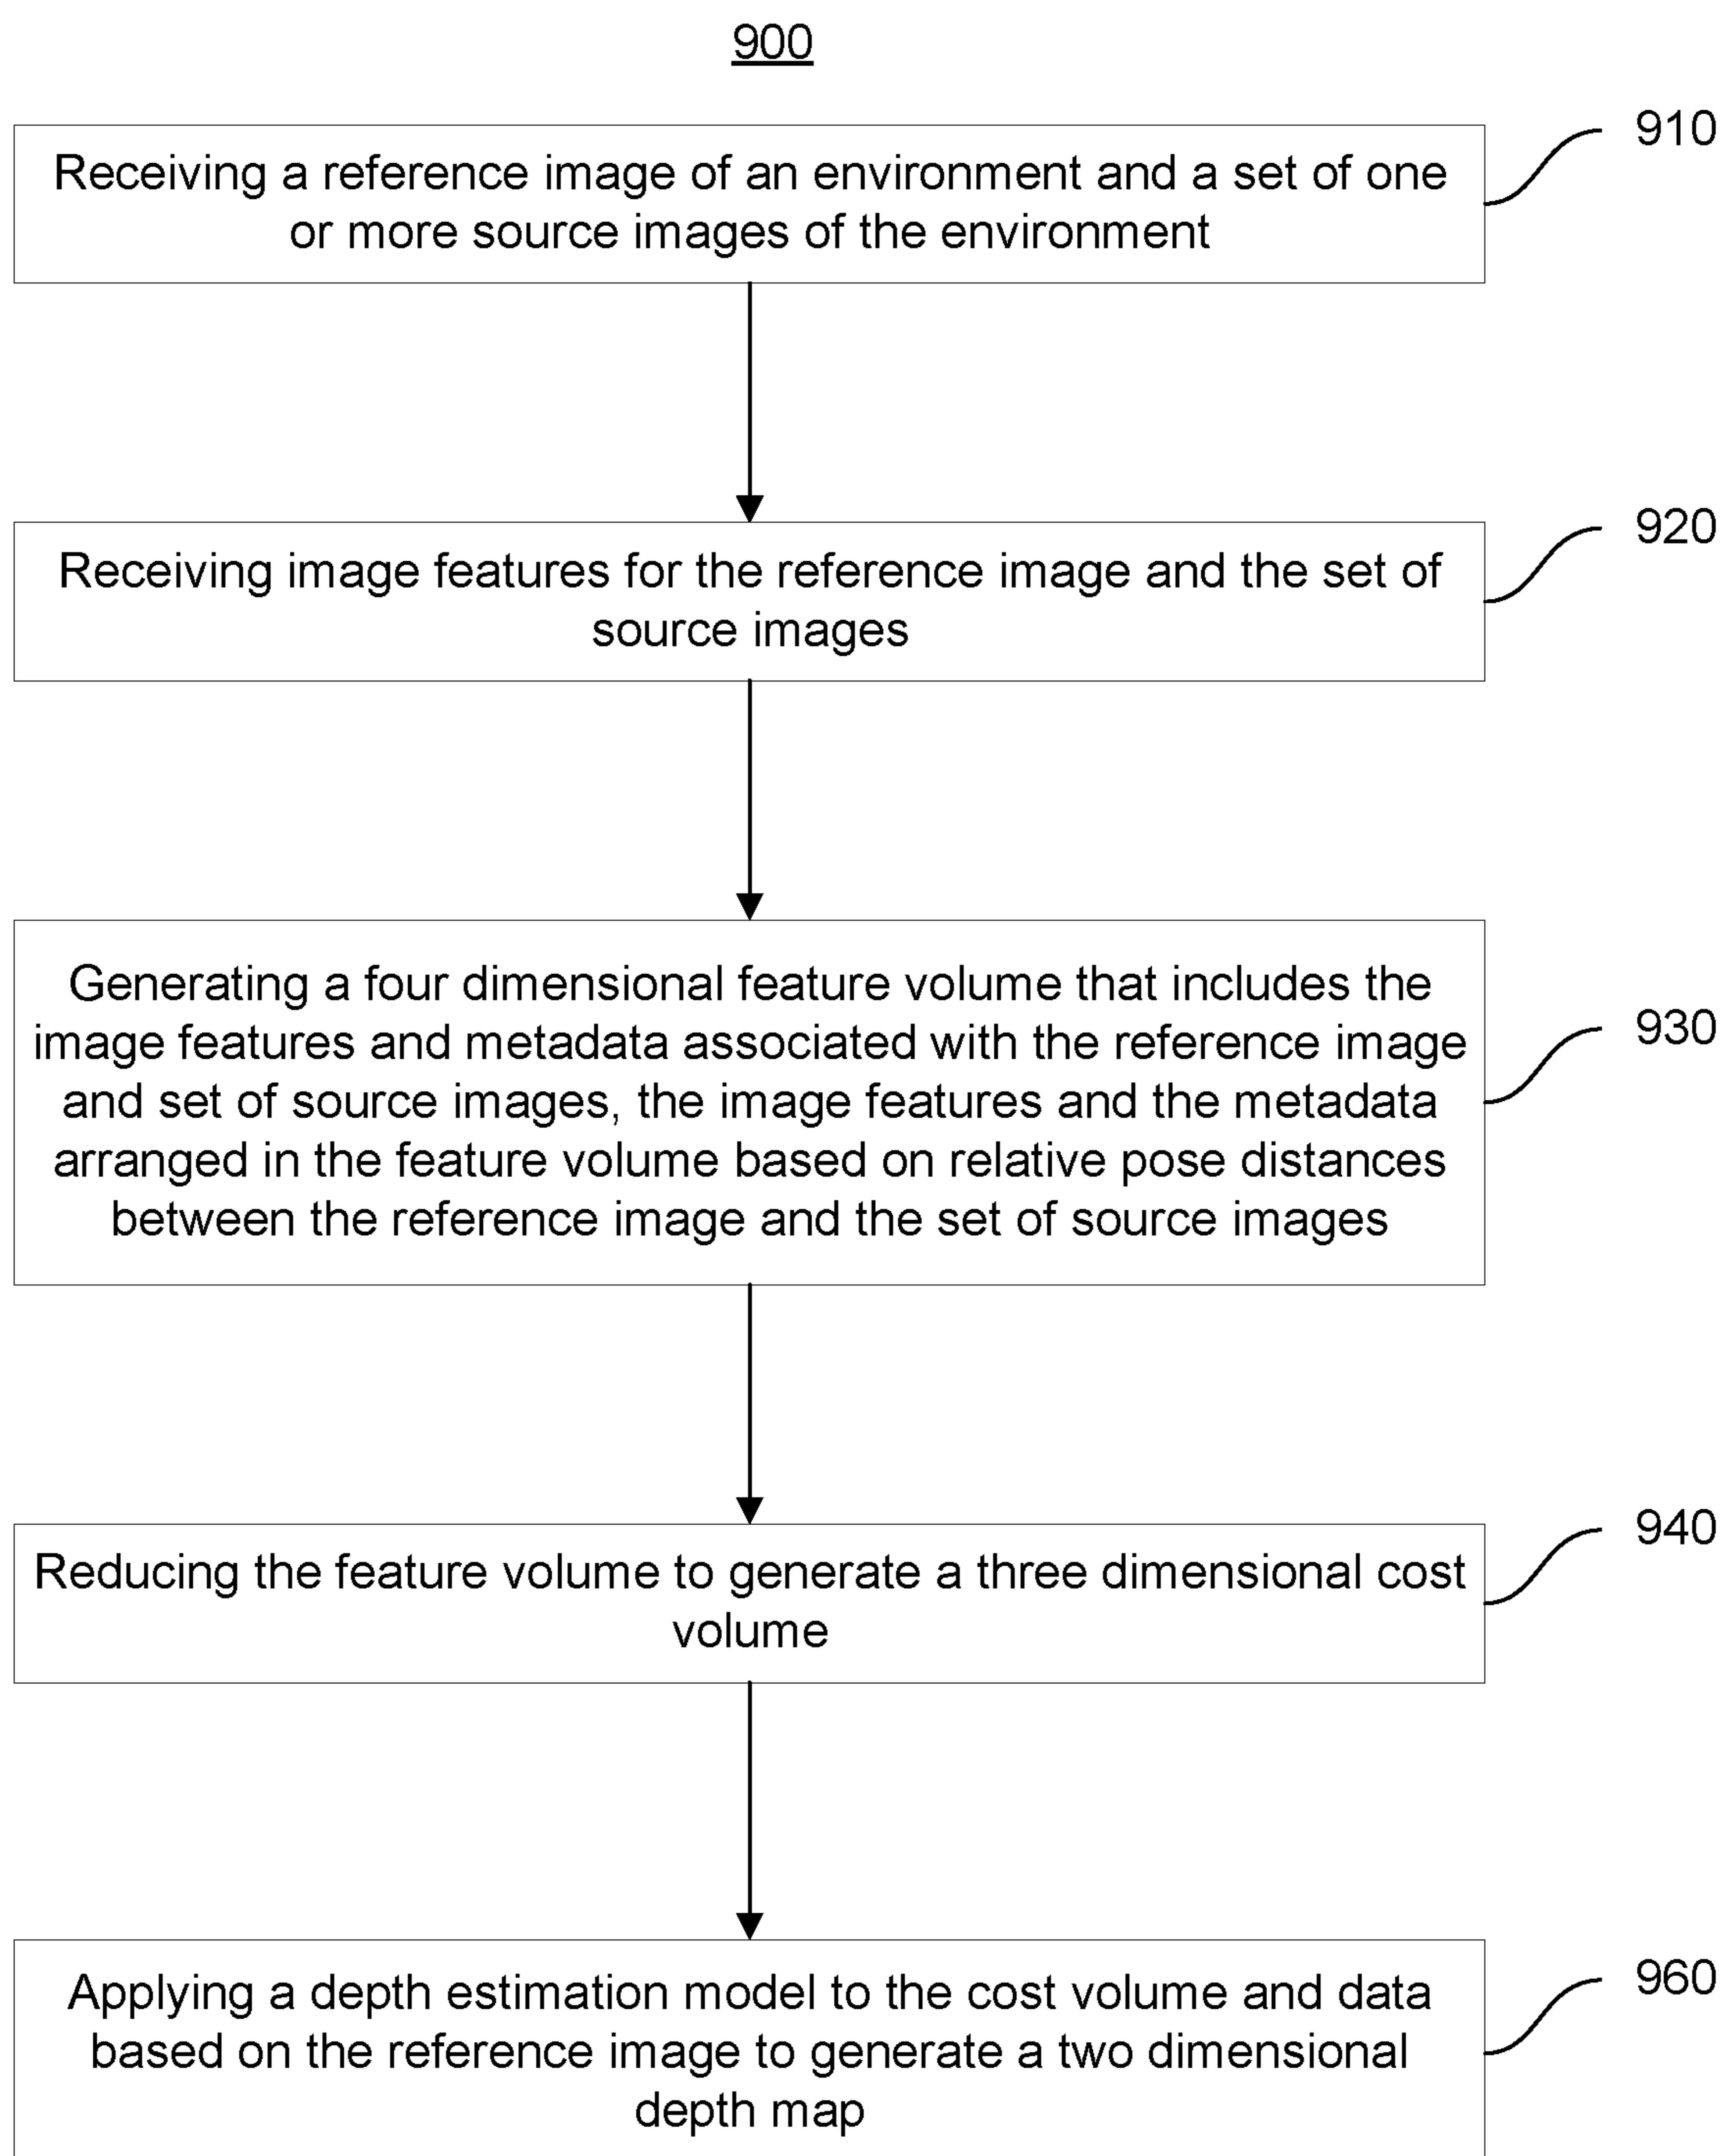 900
910
Receiving a reference image of an environment and a set of one
or more source images of the environment
920
Receiving image features for the reference image and the set of
source images
930
Generating a four dimensional feature volume that includes the
image features and metadata associated with the reference image
and set of source images, the image features and the metadata
arranged in the feature volume based on relative pose distances
between the reference image and the set of source images
940
Reducing the feature volume to generate a three dimensional cost
volume
960
Applying a depth estimation model to the cost volume and data
based on the reference image to generate a two dimensional
depth map